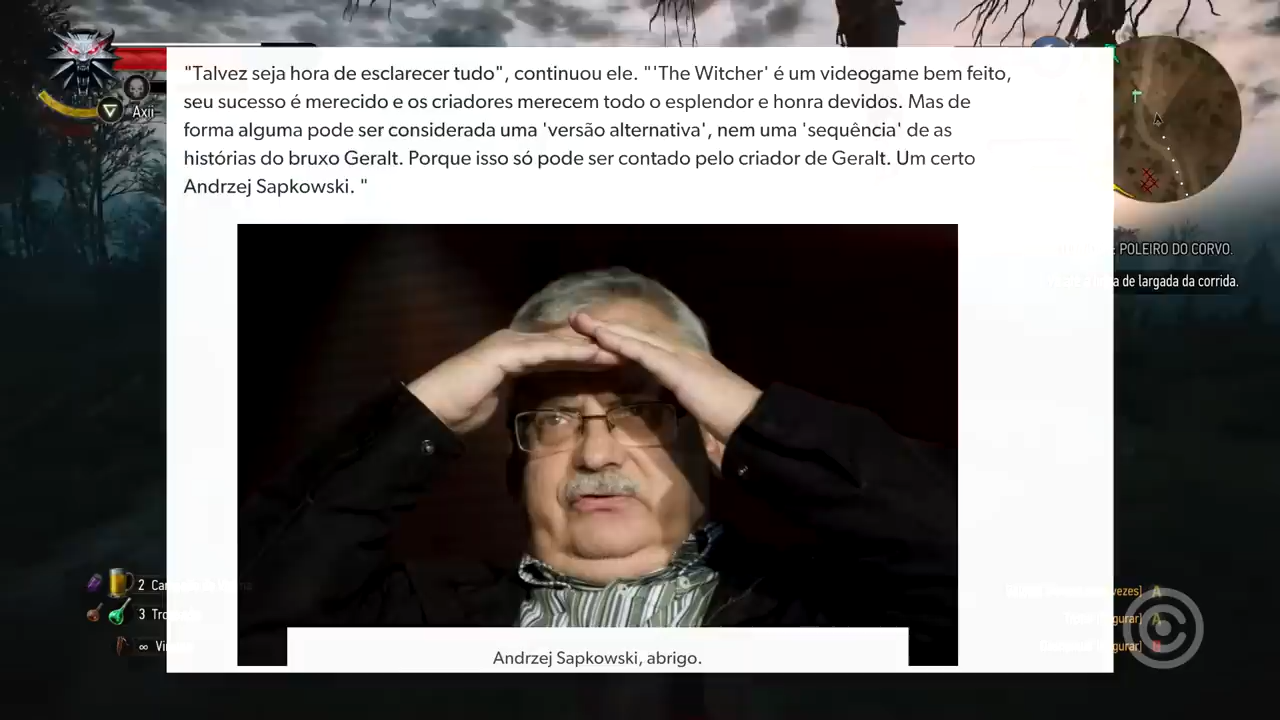 "Talvez seja hora de esclarecer tudo", continuou ele. "'The Witcher' é um videogame bem feito,
seu sucesso é merecido e os criadores merecem todo o esplendor e honra devidos. Mas de
forma alguma pode ser considerada uma 'versão alternativa', nem uma 'sequência' de as
histórias do bruxo Geralt. Porque isso só pode ser contado pelo criador de Geralt. Um certo
Andrzej Sapkowski. "
Axii
POLEIRO DO CORVO.
de largada da corrida.
2
3
∞
vezes] A
Andrzej Sapkowski, abrigo.